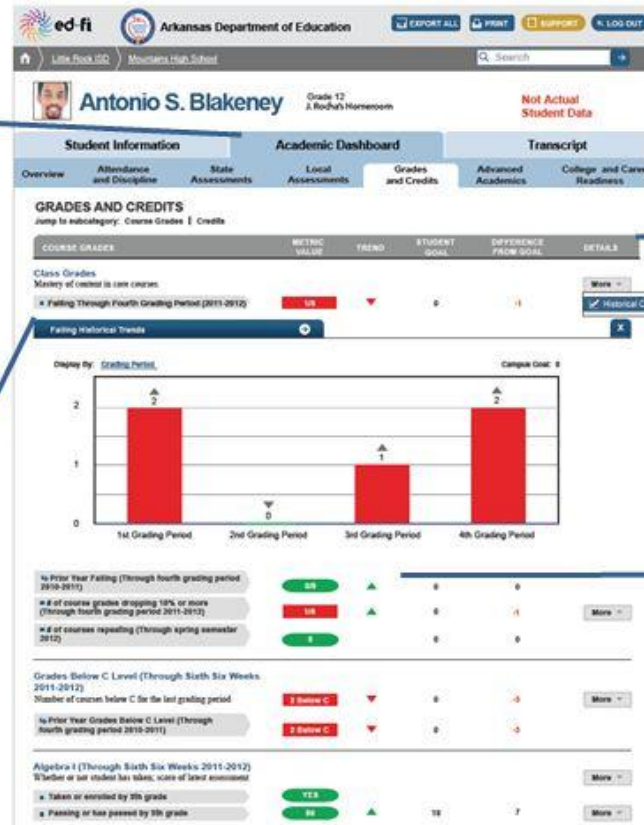 ed-fi
Arkansas Department of Education
EXPORT ALL
PRINT
SUPPORT
LOG OUT
Little Rock ISD
Mountains High School
Search
Antonio S. Blakeney
Grade 12
J. Rocha's Homeroom
Not Actual
Student Data
Student Information
Academic Dashboard
Transcript
Overview
Attendance
and Discipline
State
Assessments
Local
Assessments
Grades
and Credits
Advanced
Academics
College and Care
Readiness
GRADES AND CREDITS
Jump to subcategory: Course Grades | Credits
COURSE GRADES
METRIC
VALUE
TREND
STUDENT
GOAL
DIFFERENCE
FROM GOAL
DETAILS
Class Grades
Mastery of content in core courses
More
Failing Through Fourth Grading Period (2011-2012)
0
-1
Historical C
Failing Historical Trends
X
Display By: Grading Period
Campus Goal: 0
2
1
0
2
0
1
2
1st Grading Period
2nd Grading Period
3rd Grading Period
4th Grading Period
Prior Year Failing (Through fourth grading period
2010-2011)
0
0
# of course grades dropping 10% or more
(Through fourth grading period 2011-2012)
0
-1
More
# of courses repeating (Through spring semester
2012)
0
0
0
Grades Below C Level (Through Sixth Six Weeks
2011-2012)
Number of courses below C for the last grading period
Below C
0
-3
More
Prior Year Grades Below C Level (Through
fourth grading period 2010-2011)
Below C
0
Algebra I (Through Sixth Six Weeks 2011-2012)
Whether or not student has taken, score of latest assessment
More
Taken or enrolled by 9th grade
YES
Passing or has passed by 9th grade
7
More